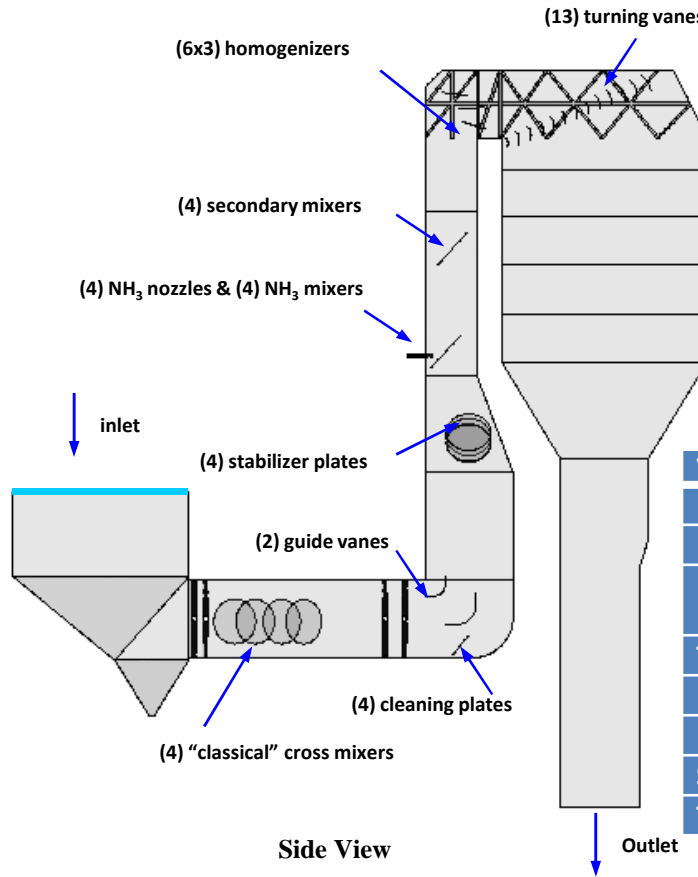 (13) turning vanes
(6x3) homogenizers
(4) secondary mixers
(4) NH₃ nozzles & (4) NH₃ mixers
inlet
(4) stabilizer plates
(2) guide vanes
(4) cleaning plates
(4) “classical” cross mixers
Side View
Outlet